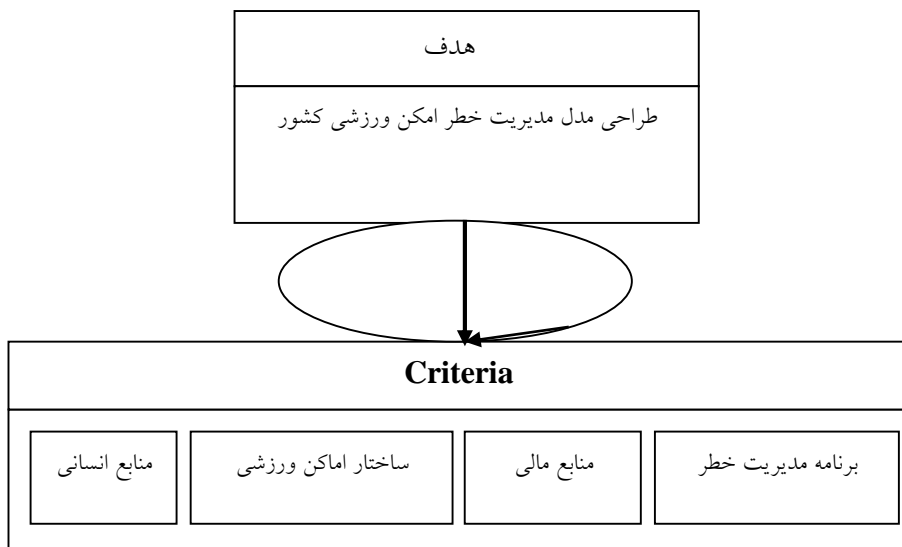 هدف
طراحی مدل مدیریت خطر امکن ورزشی کشور
Criteria
برنامه مدیریت خطر
منابع مالی
ساختار اماکن ورزشی
منابع انسانی